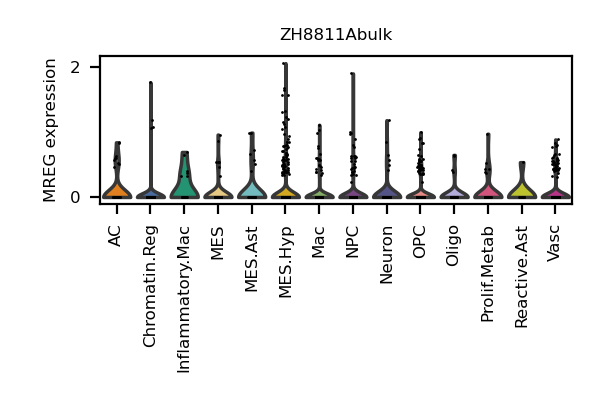 ZH8811Abulk
MREG expression
2
0
AC
Chromatin.Reg
Inflammatory.Mac
MES
MES.Ast
MES.Hyp
Mac
NPC
Neuron
OPC
Oligo
Prolif.Metab
Reactive.Ast
Vasc